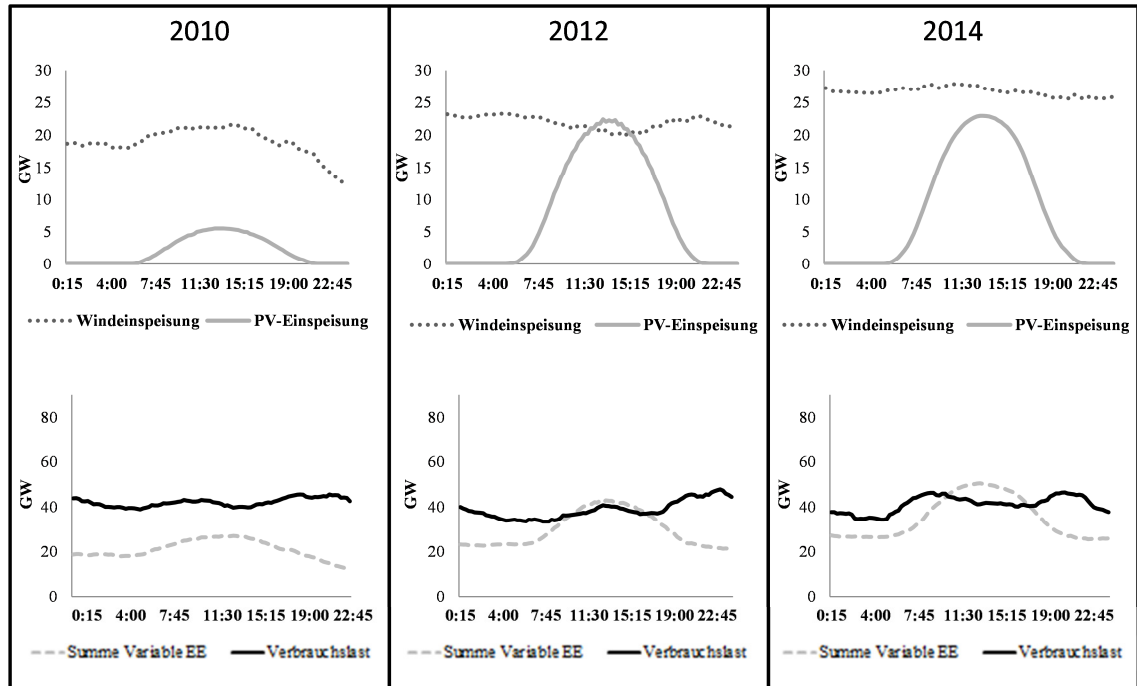 2010
30
25
20
15
10
5
0
GW
0:15 4:00 7:45 11:30 15:15 19:00 22:45
Windeinspeisung PV-Einspeisung
80
60
40
20
0
GW
0:15 4:00 7:45 11:30 15:15 19:00 22:45
Summe Variable EE Verbrauchslast
2012
30
25
20
15
10
5
0
GW
0:15 4:00 7:45 11:30 15:15 19:00 22:45
Windeinspeisung PV-Einspeisung
80
60
40
20
0
GW
0:15 4:00 7:45 11:30 15:15 19:00 22:45
Summe Variable EE Verbrauchslast
2014
30
25
20
15
10
5
0
GW
0:15 4:00 7:45 11:30 15:15 19:00 22:45
Windeinspeisung PV-Einspeisung
80
60
40
20
0
GW
0:15 4:00 7:45 11:30 15:15 19:00 22:45
Summe Variable EE Verbrauchslast